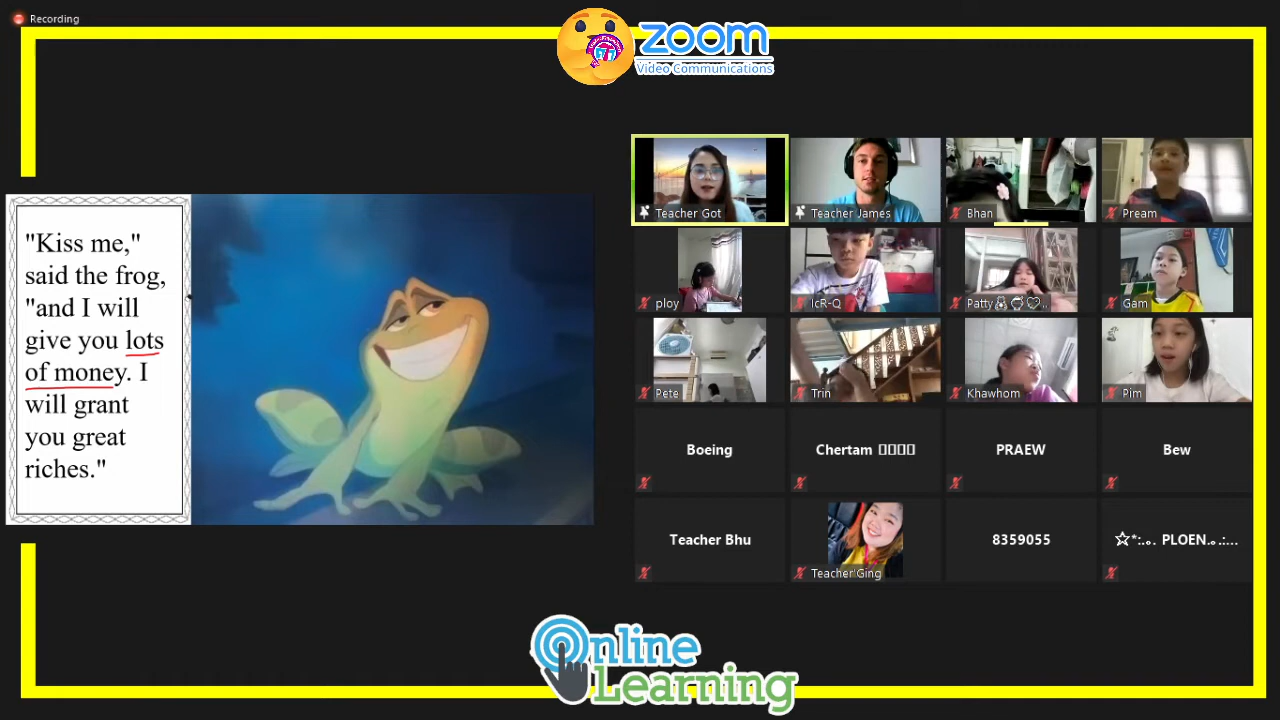 Recording
zoom
Video Communications
"Kiss me,"
said the frog,
"and I will
give you lots
of money. I
will grant
you great
riches."
Teacher Got
Teacher James
Bhan
Pream
ploy
IcR-Q
Patty
Gam
Pete
Trin
Khawhom
Pim
Boeing
Chertam
PRAEW
Bew
Teacher Bhu
Teacher Ging
8359055
☆*:.｡. PLOEN.｡.:...
Online
Learning